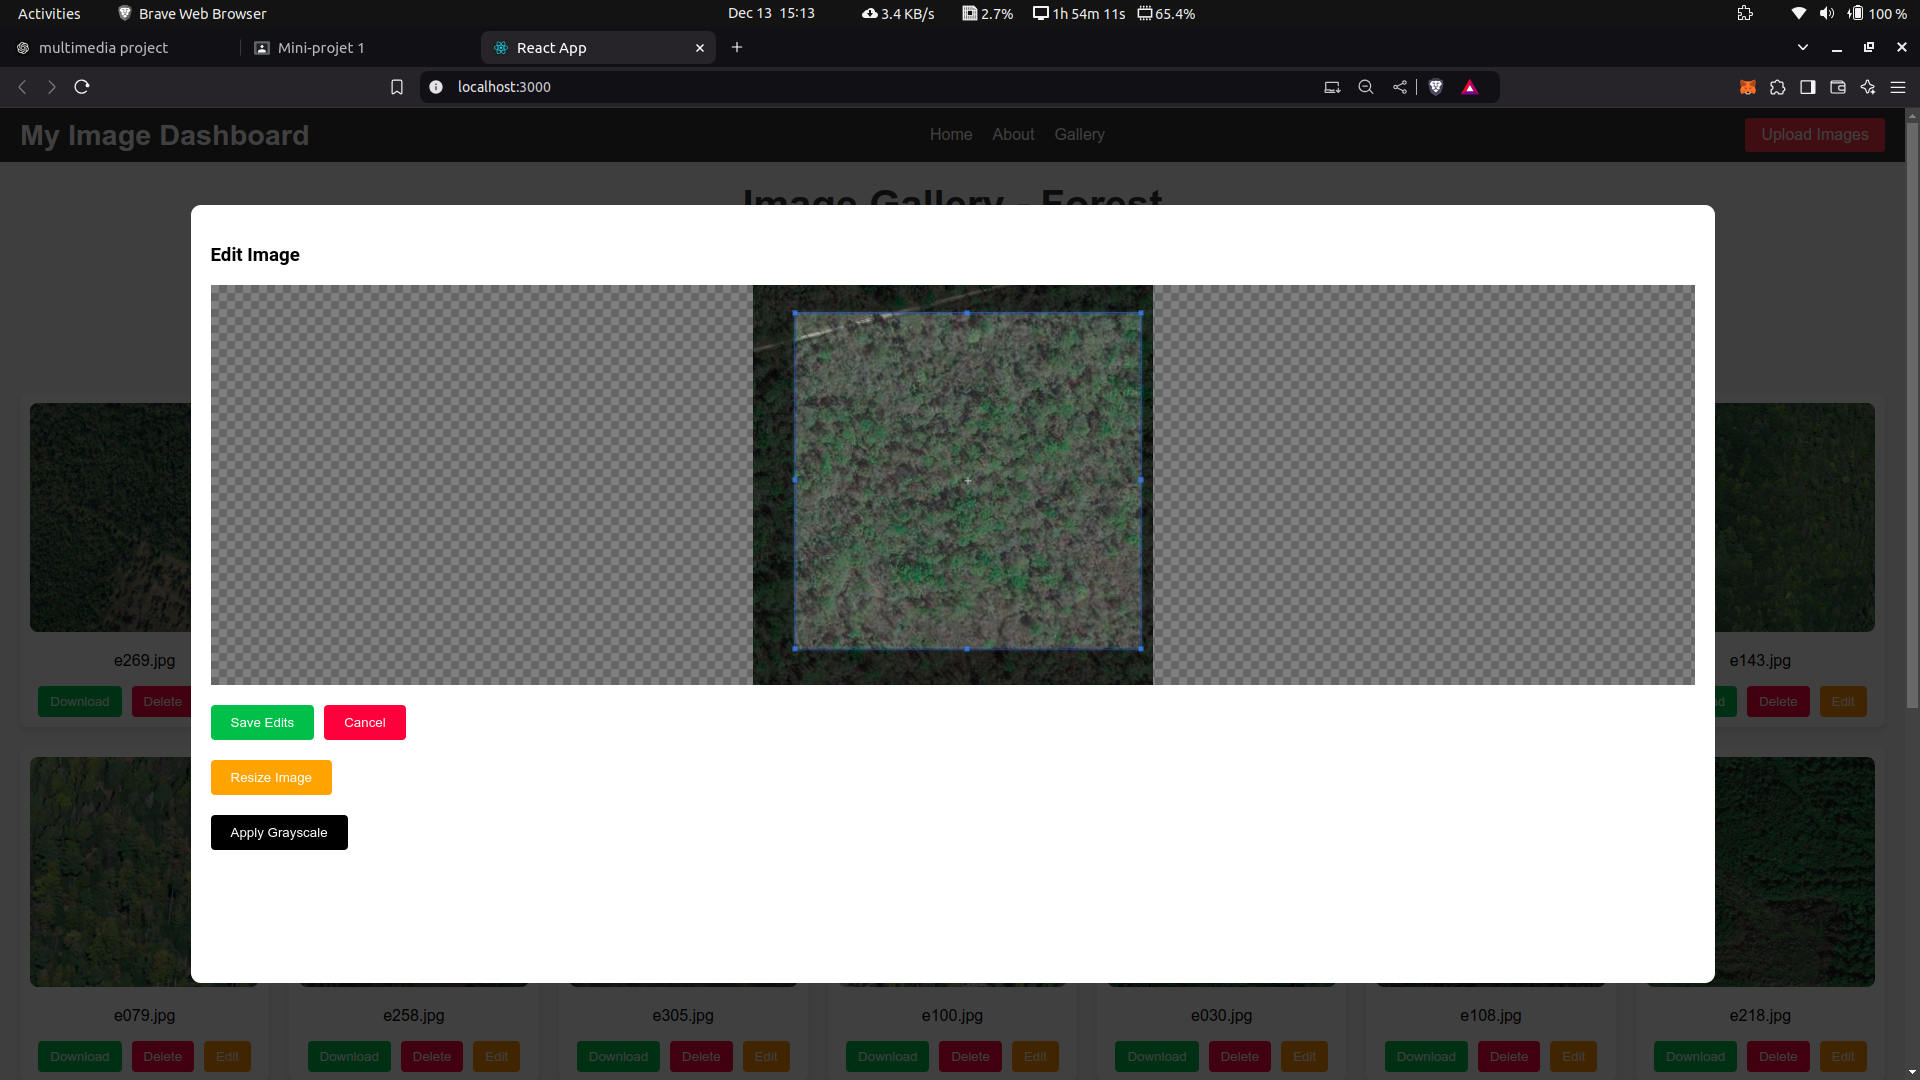 Activities Brave Web Browser Dec 13 15:13 3.4 KB/s 2.7% 1h 54m 11s 65.4% 100 %
multimedia project Mini-projet 1 React App
localhost:3000
My Image Dashboard Home About Gallery Upload Images
Image Gallery - Forest
Edit Image
e269.jpg e143.jpg
Download Delete Delete Edit
Save Edits Cancel
Resize Image
Apply Grayscale
e079.jpg e258.jpg e305.jpg e100.jpg e030.jpg e108.jpg e218.jpg
Download Delete Edit Download Delete Edit Download Delete Edit Download Delete Edit Download Delete Edit Download Delete Edit Download Delete Edit